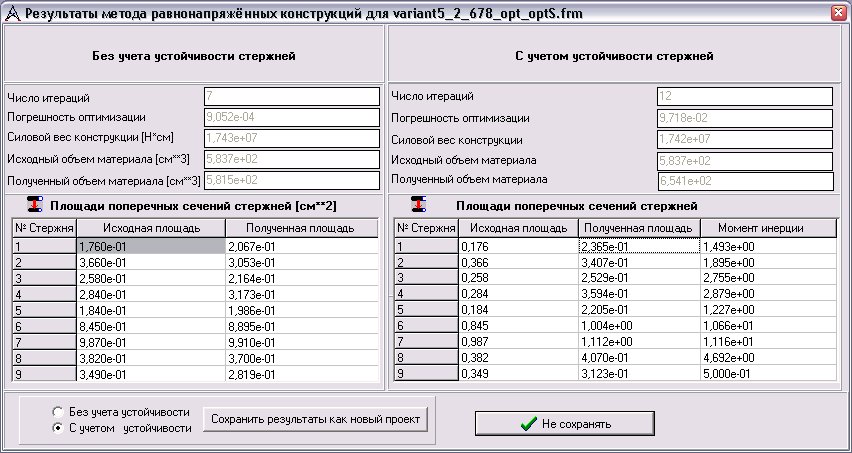 Результаты метода равнонапряжённых конструкций для variant5_2_678_opt_optS.frm
Без учета устойчивости стержней
Число итераций 7
Погрешность оптимизации 9,052e-04
Силовой вес конструкции [Н*см] 1,743e+07
Исходный объем материала [см**3] 5,837e+02
Полученный объем материала [см**3] 5,815e+02
Площади поперечных сечений стержней [см**2]
№ Стержня Исходная площадь Полученная площадь
1 1,760e-01 2,067e-01
2 3,660e-01 3,053e-01
3 2,580e-01 2,164e-01
4 2,840e-01 3,173e-01
5 1,840e-01 1,986e-01
6 8,450e-01 8,895e-01
7 9,870e-01 9,910e-01
8 3,820e-01 3,700e-01
9 3,490e-01 2,819e-01
С учетом устойчивости стержней
Число итераций 12
Погрешность оптимизации 9,718e-02
Силовой вес конструкции 1,742e+07
Исходный объем материала 5,837e+02
Полученный объем материала 6,541e+02
Площади поперечных сечений стержней
№ Стержня Исходная площадь Полученная площадь Момент инерции
1 0,176 2,365e-01 1,493e+00
2 0,366 3,407e-01 1,895e+00
3 0,258 2,529e-01 2,755e+00
4 0,284 3,594e-01 2,879e+00
5 0,184 2,205e-01 1,227e+00
6 0,845 1,004e+00 1,066e+01
7 0,987 1,112e+00 1,116e+01
8 0,382 4,070e-01 4,692e+00
9 0,349 3,123e-01 5,000e-01
Без учета устойчивости
С учетом устойчивости
Сохранить результаты как новый проект
Не сохранять